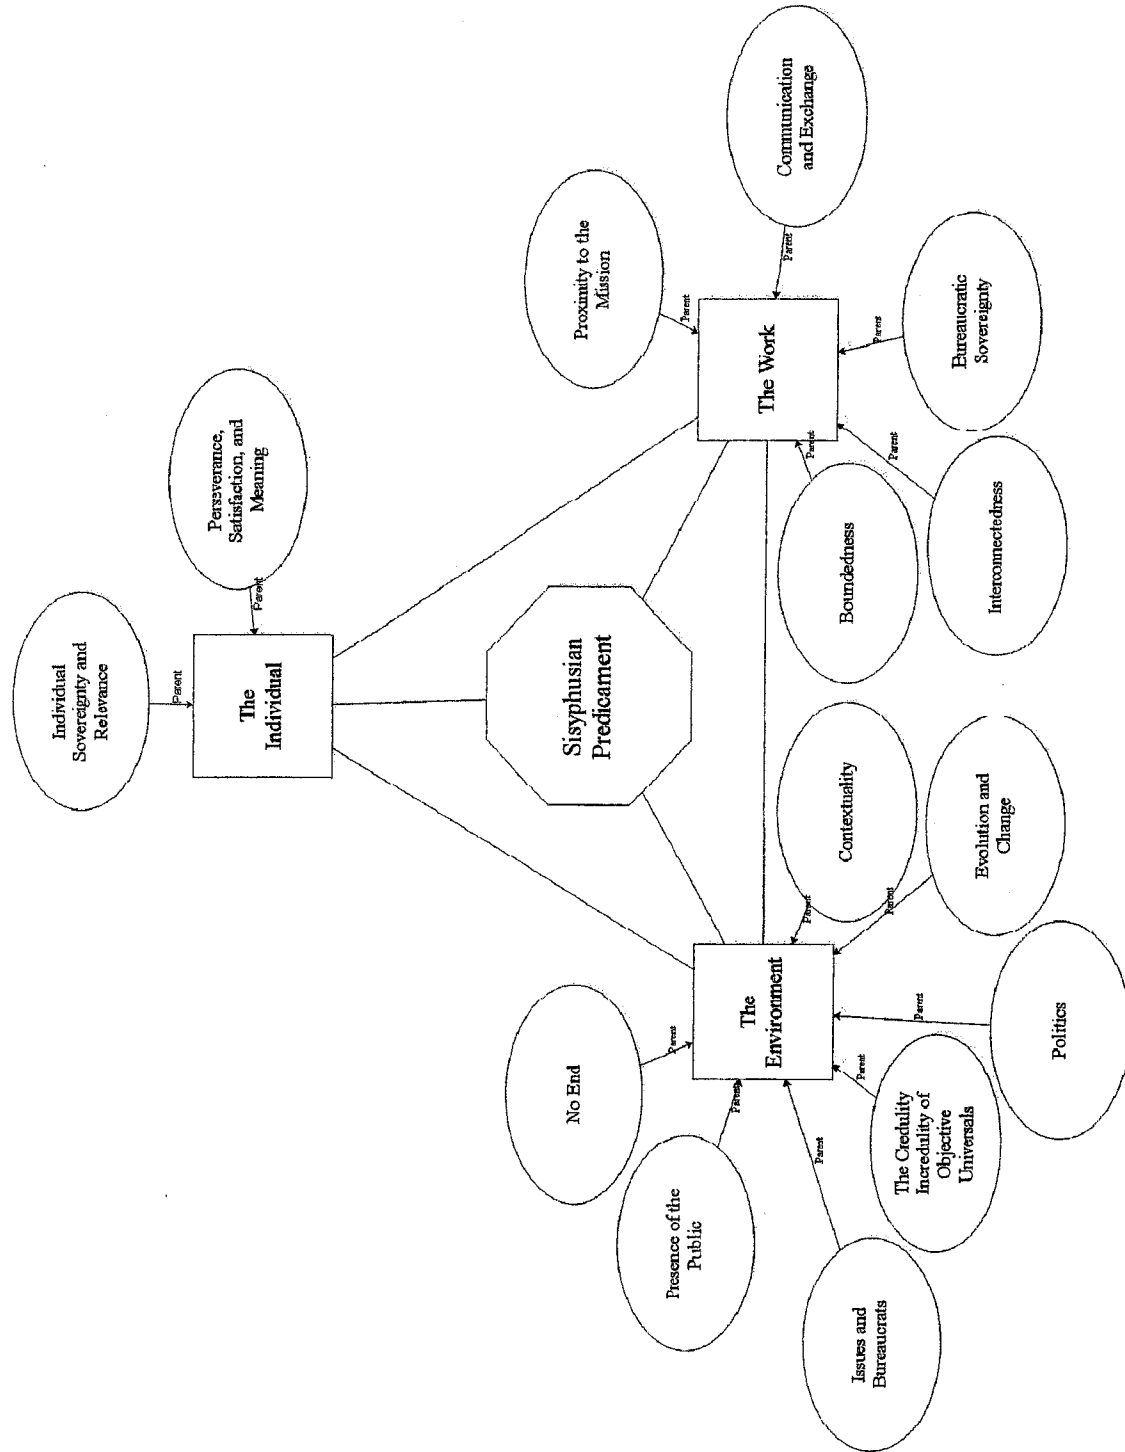 Individual
Sovereignty and
Relevance
Parent
Perseverance,
Satisfaction, and
Meaning
Parent
The
Individual
Sisyphusian
Predicament
No End
Parent
Presence of the
Public
Parent
The
Environment
Issues and
Bureaucrats
Parent
The Credulity
Incredulity of
Objective
Universals
Parent
Politics
Parent
Evolution and
Change
Parent
Contextuality
Parent
Proximity to the
Mission
Parent
The Work
Communication
and Exchange
Parent
Boundedness
Parent
Interconnectedness
Parent
Bureaucratic
Sovereignty
Parent